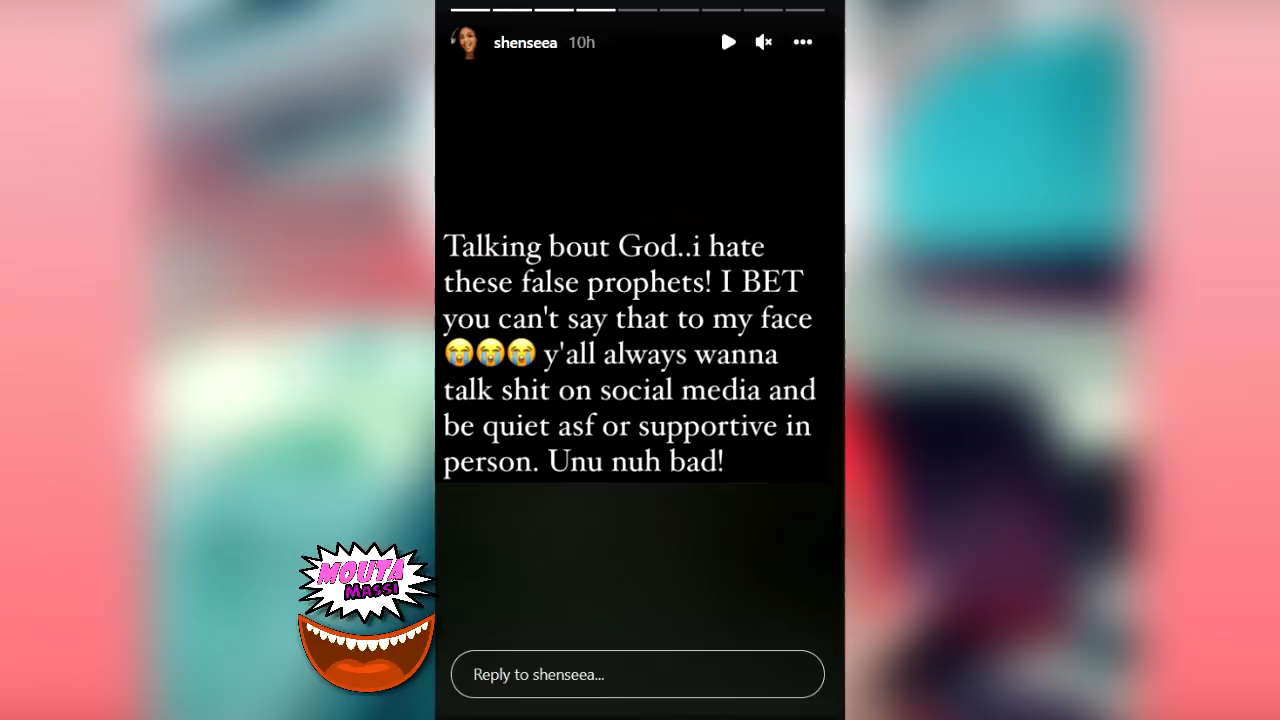 shenseea 10h
Talking bout God..i hate
these false prophets! I BET
you can't say that to my face
😭😭😭 y'all always wanna
talk shit on social media and
be quiet asf or supportive in
person. Unu nuh bad!
MOUTA
MASSI
Reply to shenseea...